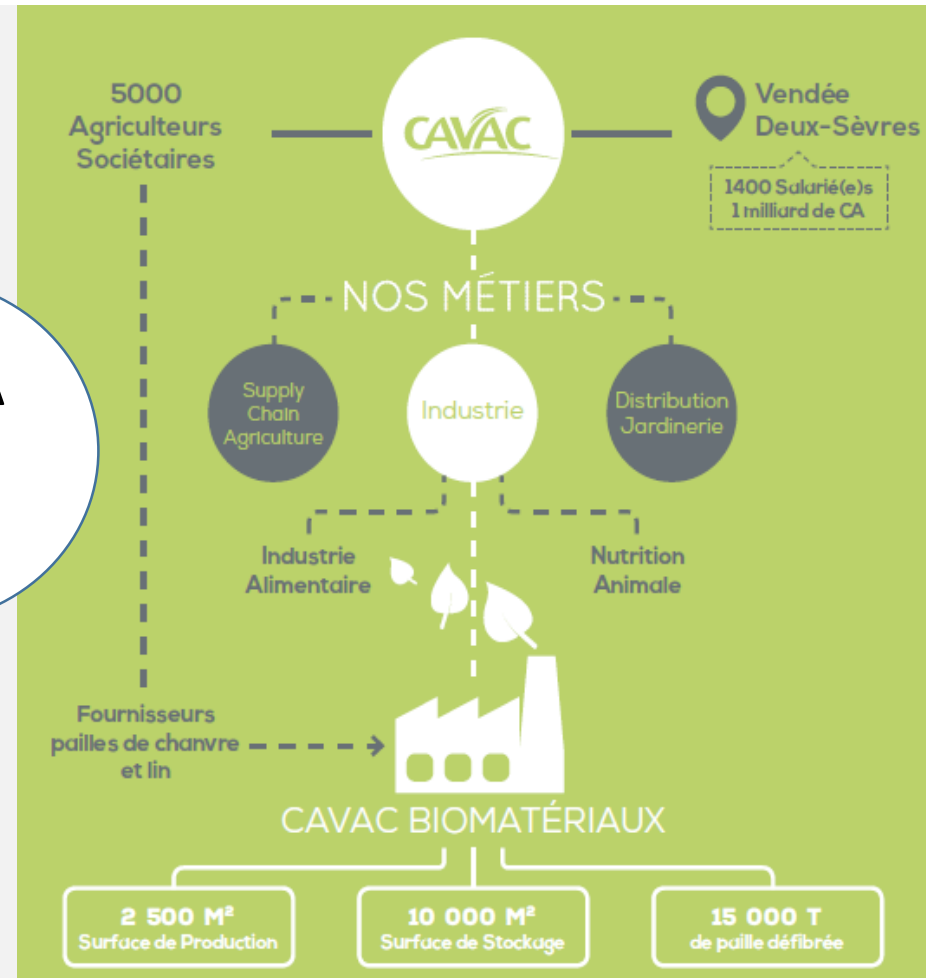 5000
Agriculteurs
Sociétaires
CAVAC
Vendée
Deux-Sèvres
1400 Salarié(e)s
1 milliard de CA
NOS MÉTIERS
Supply
Chain
Agriculture
Industrie
Distribution
Jardinerie
Industrie
Alimentaire
Nutrition
Animale
Fournisseurs
pailles de chanvre
et lin
CAVAC BIOMATÉRIAUX
2 500 M²
Surface de Production
10 000 M²
Surface de Stockage
15 000 T
de paille défibrée